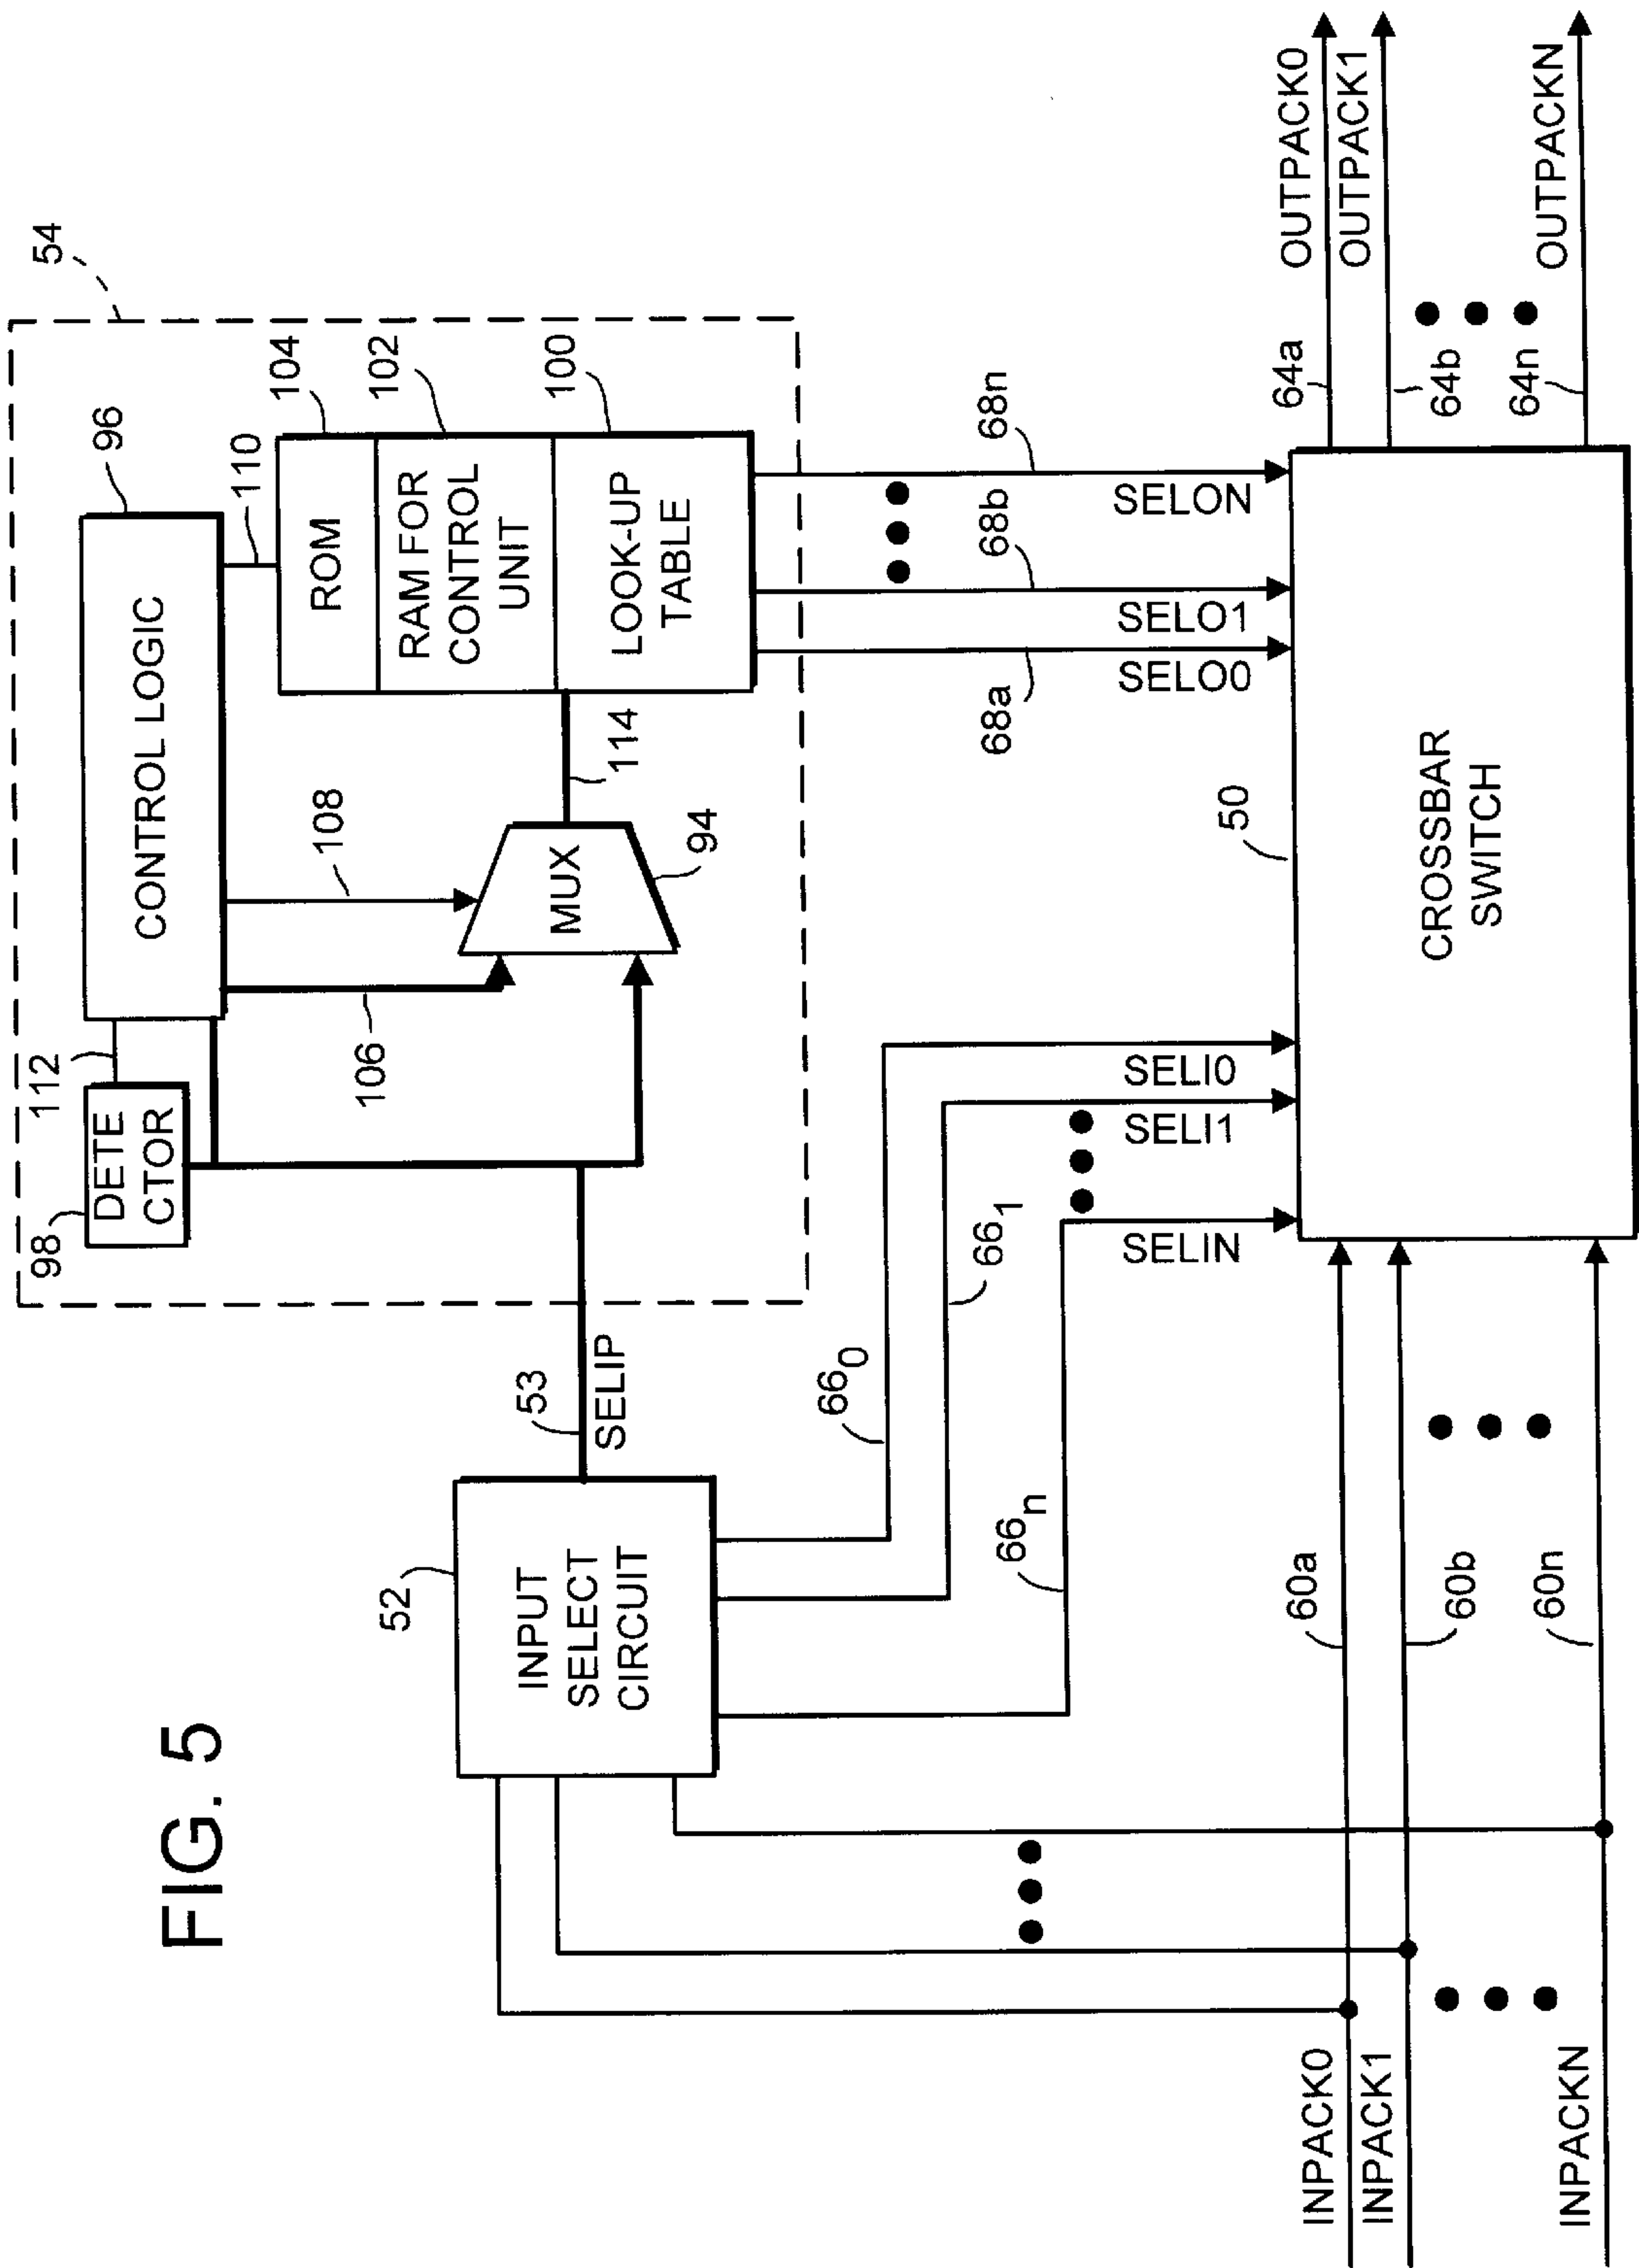 FIG. 5
54
96
CONTROL LOGIC
112
98
DETE
CTOR
106
108
110
104
102
100
ROM
RAM FOR
CONTROL
UNIT
LOOK-UP
TABLE
114
MUX
94
53
SELIP
52
INPUT
SELECT
CIRCUIT
66₀
66₁
66ₙ
68a
68b
68n
SELIN
SELI1
SELI0
SELO0
SELO1
SELON
50
CROSSBAR
SWITCH
INPACK0
INPACK1
INPACKN
60a
60b
60n
64a
64b
64n
OUTPACK0
OUTPACK1
OUTPACKN